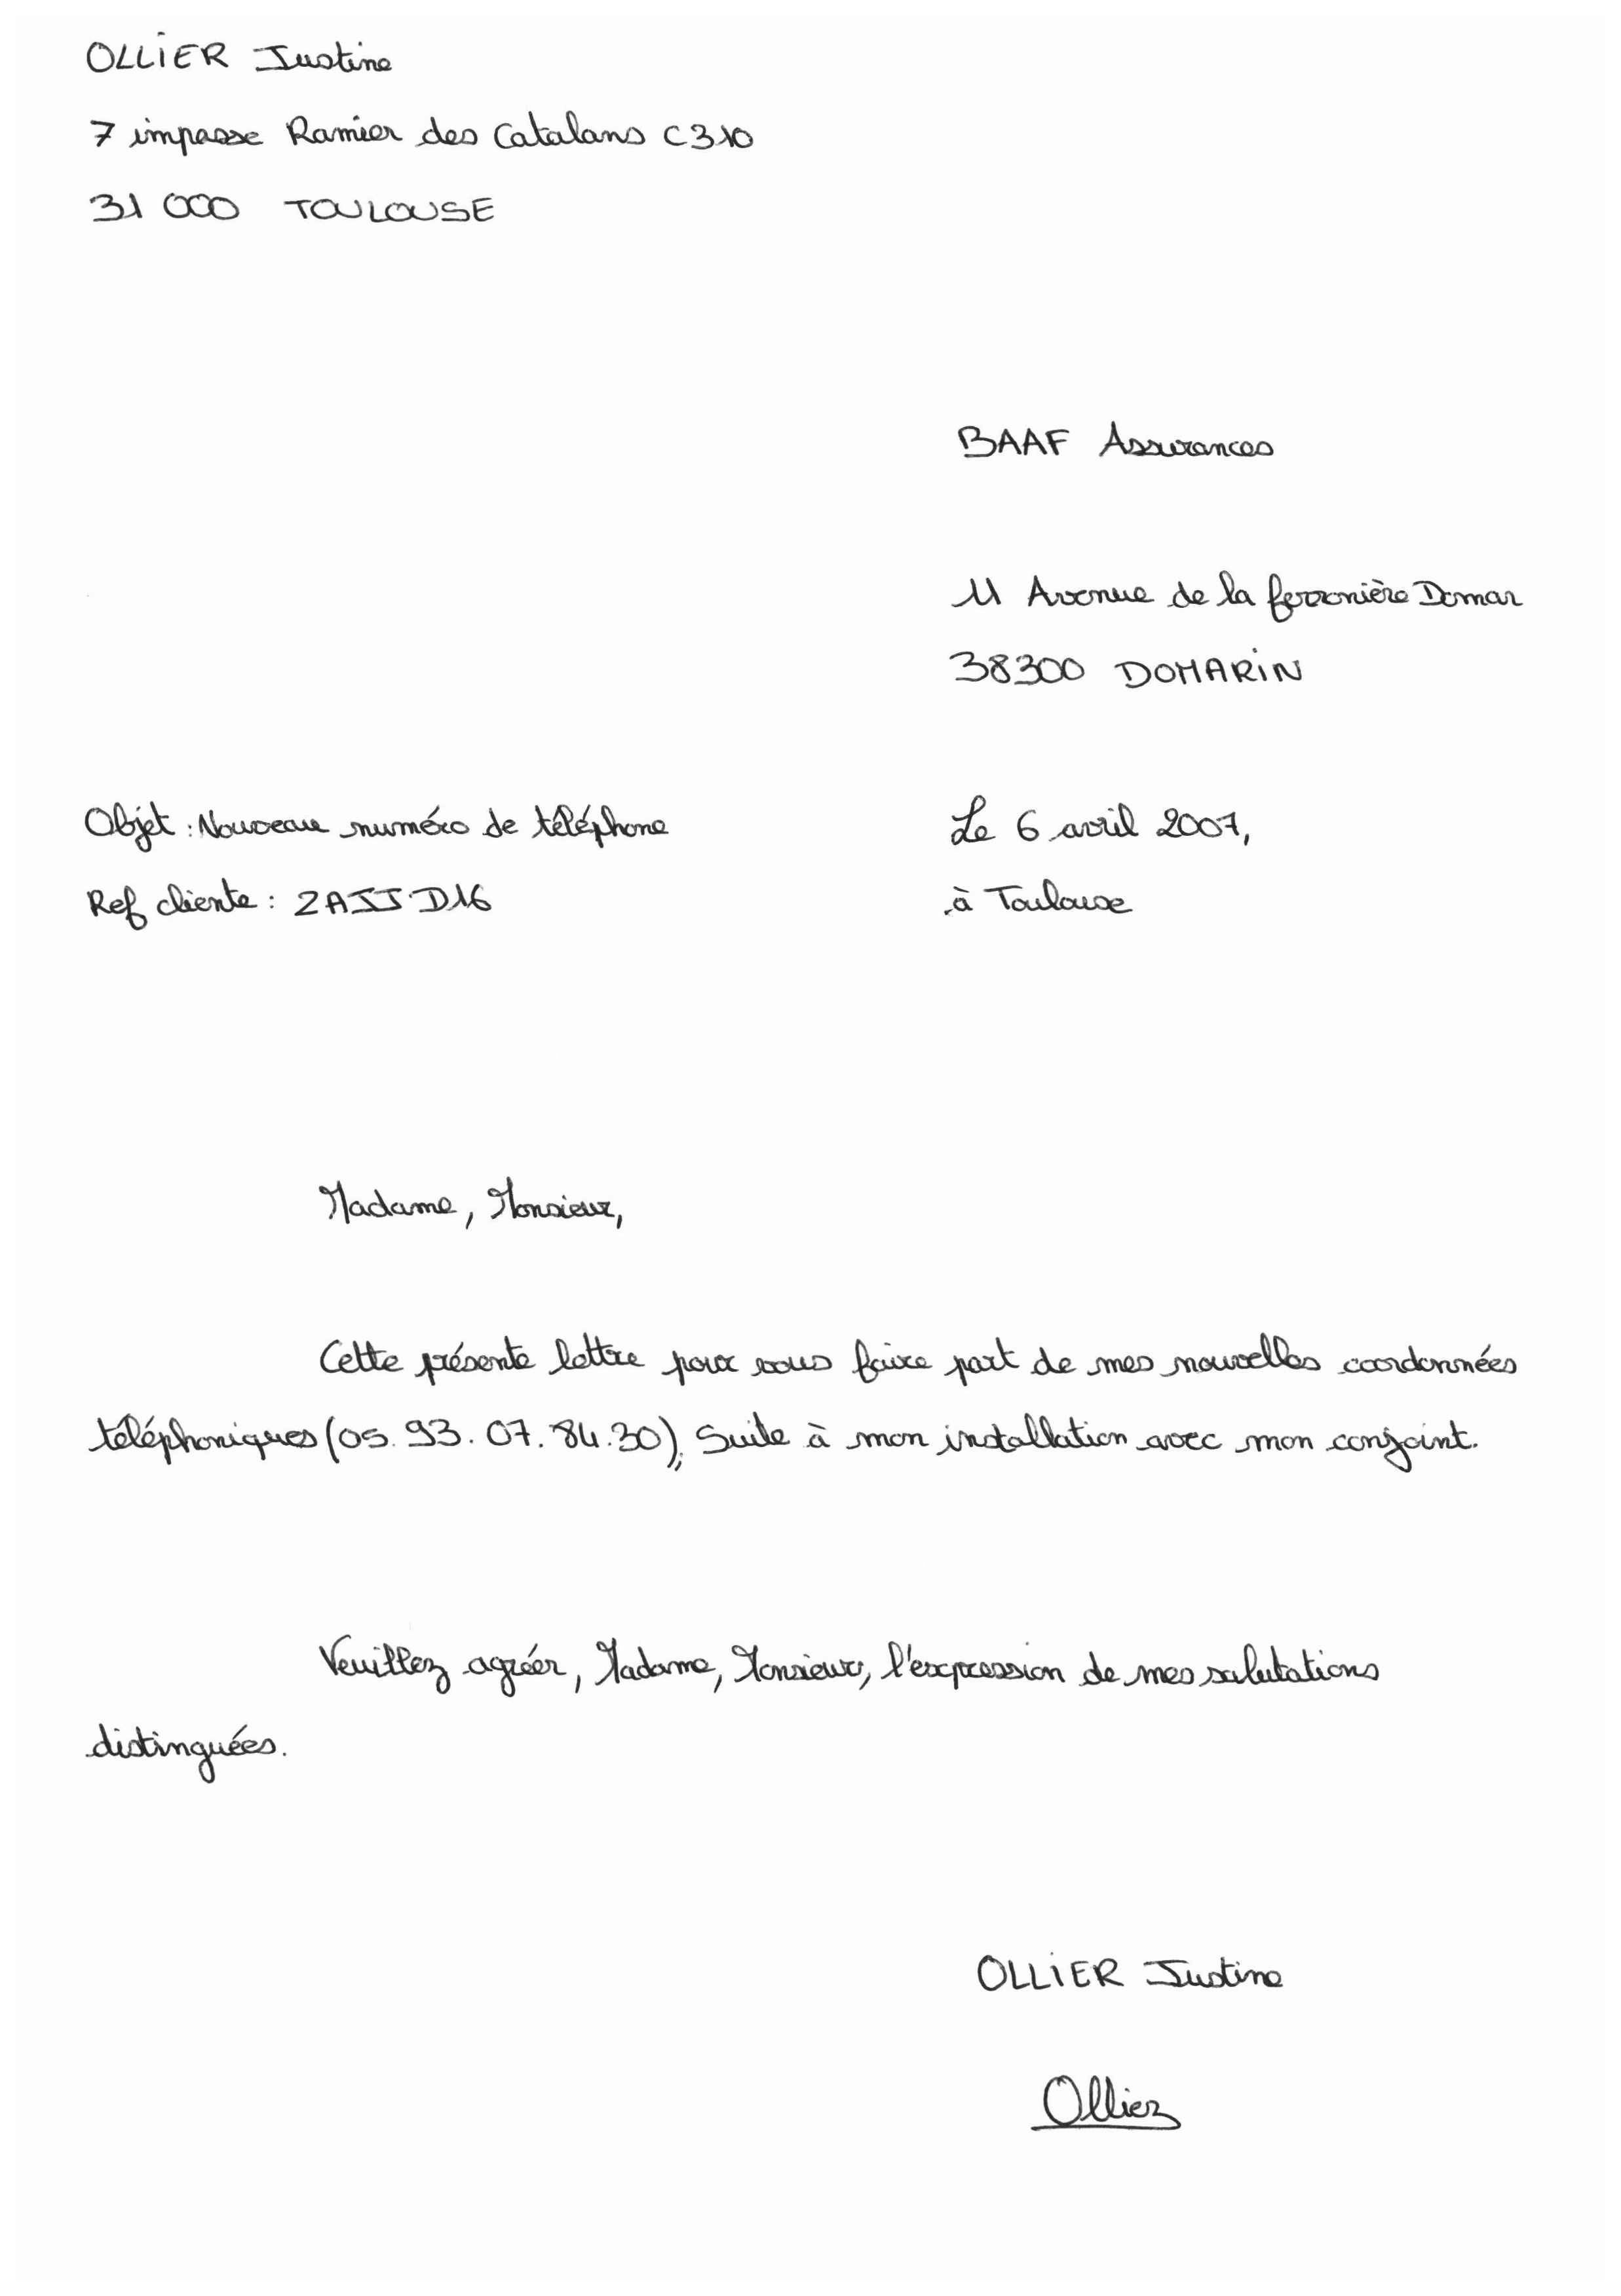 OLLIER Justine
7 impasse Ramier des Catalans C310
31 000 TOULOUSE
BAAF Assurances
11 Avenue de la ferronière Domar
38300 DOMARIN
Objet : Nouveau numéro de téléphone
Le 6 avril 2007,
Ref cliente : ZAJJD16
à Toulouse
Madame, Monsieur,
Cette présente lettre pour vous faire part de mes nouvelles coordonnées
téléphoniques (05.93.07.84.30), Suite à mon installation avec mon conjoint.
Veuillez agréer, Madame, Monsieur, l'expression de mes salutations
distinguées.
OLLIER Justine
Ollier